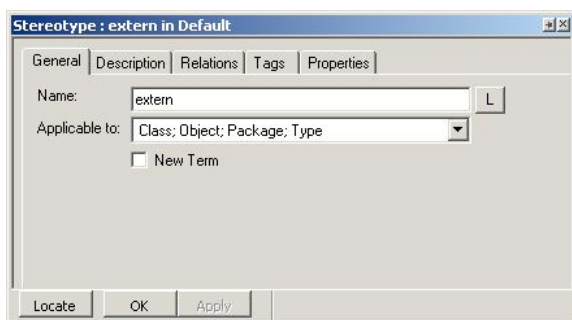 Stereotype : extern in Default
General Description Relations Tags Properties
Name: extern L
Applicable to: Class; Object; Package; Type
New Term
Locate OK Apply